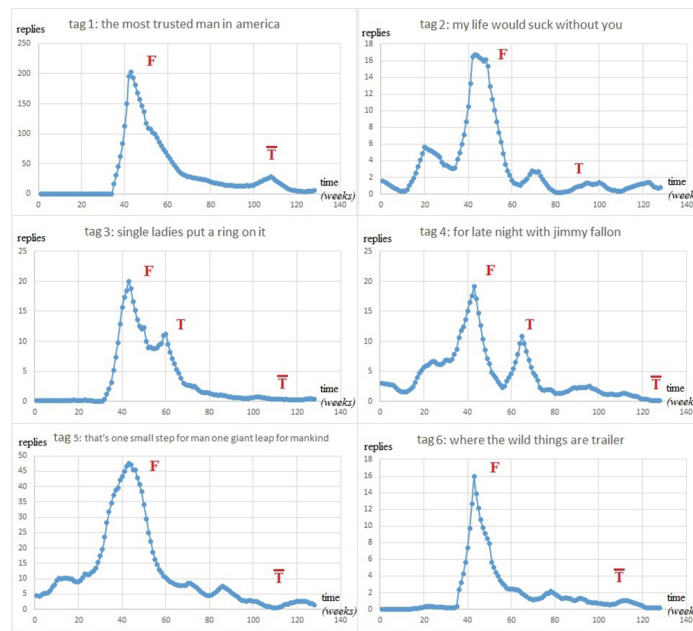 tag 1: the most trusted man in america
replies
250
200
150
100
50
0
0 20 40 60 80 100 120 140
F
T
time
(weeks)
tag 2: my life would suck without you
replies
18
16
14
12
10
8
6
4
2
0
0 20 40 60 80 100 120 140
F
T
time
(weeks)
tag 3: single ladies put a ring on it
replies
25
20
15
10
5
0
0 20 40 60 80 100 120 140
F
T
T
time
(weeks)
tag 4: for late night with jimmy fallon
replies
25
20
15
10
5
0
0 20 40 60 80 100 120 140
F
T
T
time
(weeks)
tag 5: that's one small step for man one giant leap for mankind
replies
50
45
40
35
30
25
20
15
10
5
0
0 20 40 60 80 100 120 140
F
T
time
(weeks)
tag 6: where the wild things are trailer
replies
18
16
14
12
10
8
6
4
2
0
0 20 40 60 80 100 120 140
F
T
time
(weeks)